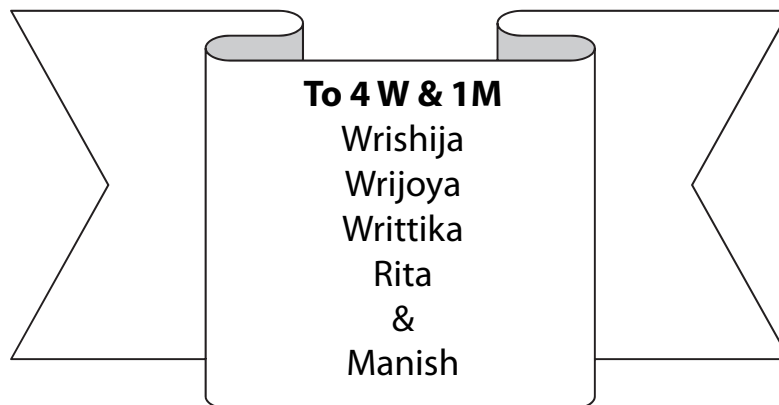 To 4 W & 1M
Wrishija
Wrijoya
Writtika
Rita
&
Manish